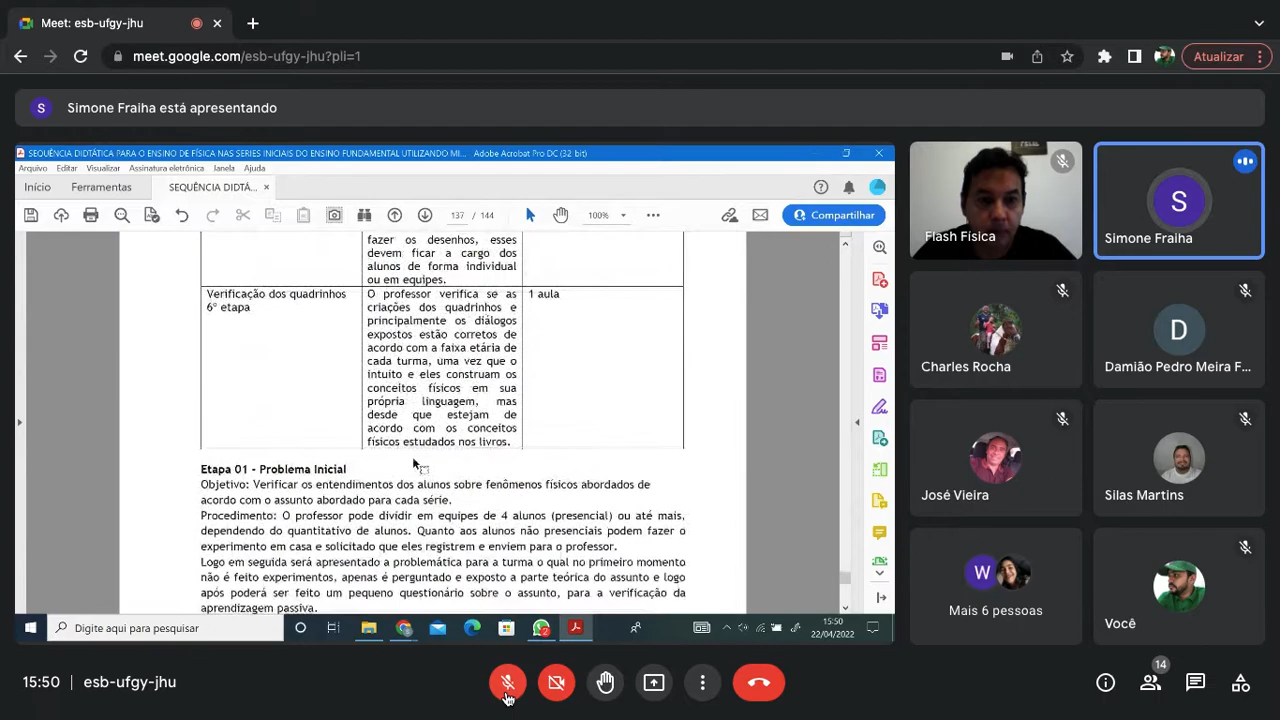 Meet: esb-ufgy-jhu
meet.google.com/esb-ufgy-jhu?pli=1
Atualizar
S
Simone Fraiha está apresentando
SEQUÊNCIA DIDTÁTICA PARA O ENSINO DE FÍSICA NAS SERIES INICIAIS DO ENSINO FUNDAMENTAL UTILIZANDO MI... - Adobe Acrobat Pro DC (32 bit)
Arquivo Editar Visualizar Assinatura eletrônica Janela Ajuda
Início Ferramentas SEQUÊNCIA DIDTÁ... ×
137 / 144 100% Compartilhar
fazer os desenhos, esses
devem ficar a cargo dos
alunos de forma individual
ou em equipes.
Verificação dos quadrinhos
6° etapa
O professor verifica se as
criações dos quadrinhos e
principalmente os diálogos
expostos estão corretos de
acordo com a faixa etária de
cada turma, uma vez que o
intuito e eles construam os
conceitos físicos em sua
própria linguagem, mas
desde que estejam de
acordo com os conceitos
físicos estudados nos livros.
1 aula
Etapa 01 - Problema Inicial
Objetivo: Verificar os entendimentos dos alunos sobre fenômenos físicos abordados de
acordo com o assunto abordado para cada série.
Procedimento: O professor pode dividir em equipes de 4 alunos (presencial) ou até mais,
dependendo do quantitativo de alunos. Quanto aos alunos não presenciais podem fazer o
experimento em casa e solicitado que eles registrem e enviem para o professor.
Logo em seguida será apresentado a problemática para a turma o qual no primeiro momento
não é feito experimentos, apenas é perguntado e exposto a parte teórica do assunto e logo
após poderá ser feito um pequeno questionário sobre o assunto, para a verificação da
aprendizagem passiva.
Digite aqui para pesquisar
15:50
22/04/2022
Flash Física
S
Simone Fraiha
Charles Rocha
D
Damião Pedro Meira F...
José Vieira
Silas Martins
W
Mais 6 pessoas
Você
15:50 | esb-ufgy-jhu
14